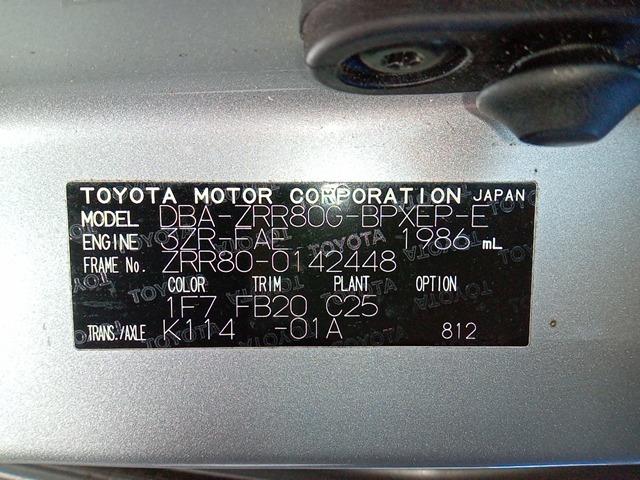 TOYOTA MOTOR CORPORATION JAPAN
MODEL DBA-ZRR80G-BPXEP-E
ENGINE 3ZR-FAE 1986 mL
FRAME No. ZRR80-0142448
COLOR TRIM PLANT OPTION
1F7 FB20 C25
TRANS./AXLE K114 -01A 812